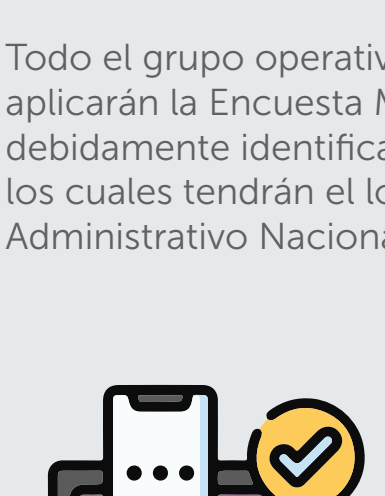 Todo el grupo operativ
aplicarán la Encuesta M
debidamente identifica
los cuales tendrán el lo
Administrativo Naciona